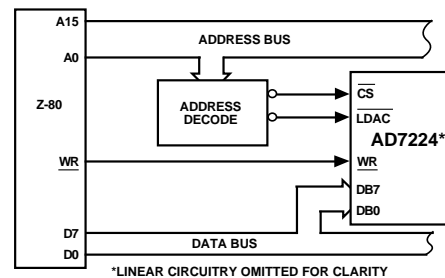 A15
ADDRESS BUS
A0
Z-80
ADDRESS
DECODE
CS
LDAC
AD7224*
WR
WR
DB7
DB0
D7
DATA BUS
D0
*LINEAR CIRCUITRY OMITTED FOR CLARITY